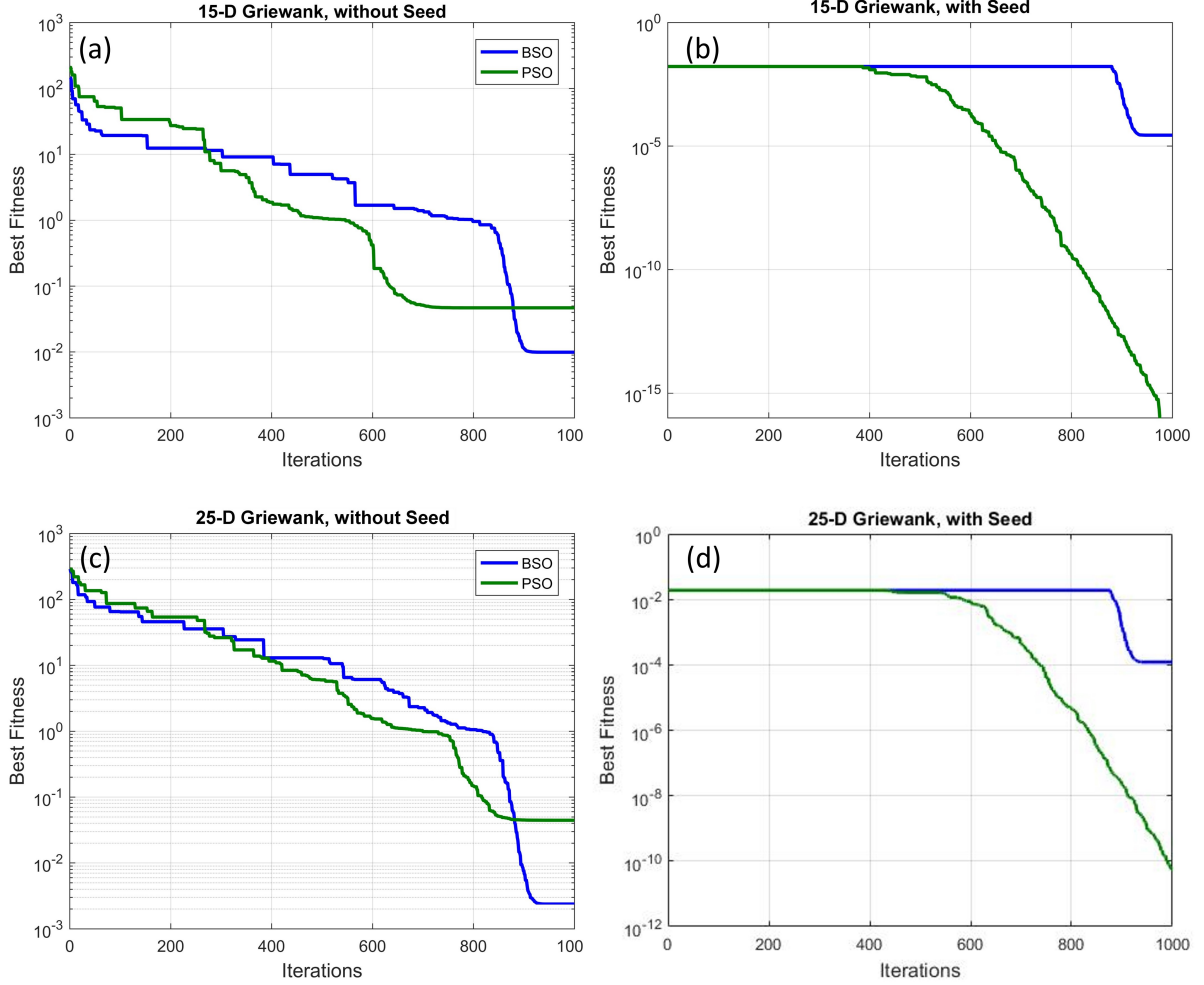 15-D Griewank, without Seed
(a)
BSO
PSO
10^3
10^2
10^1
10^0
10^-1
10^-2
10^-3
Best Fitness
0 200 400 600 800 100
Iterations
15-D Griewank, with Seed
(b)
10^0
10^-5
10^-10
10^-15
Best Fitness
0 200 400 600 800 1000
Iterations
25-D Griewank, without Seed
(c)
BSO
PSO
10^3
10^2
10^1
10^0
10^-1
10^-2
10^-3
Best Fitness
0 200 400 600 800 100
Iterations
25-D Griewank, with Seed
(d)
10^0
10^-2
10^-4
10^-6
10^-8
10^-10
10^-12
Best Fitness
0 200 400 600 800 1000
Iterations